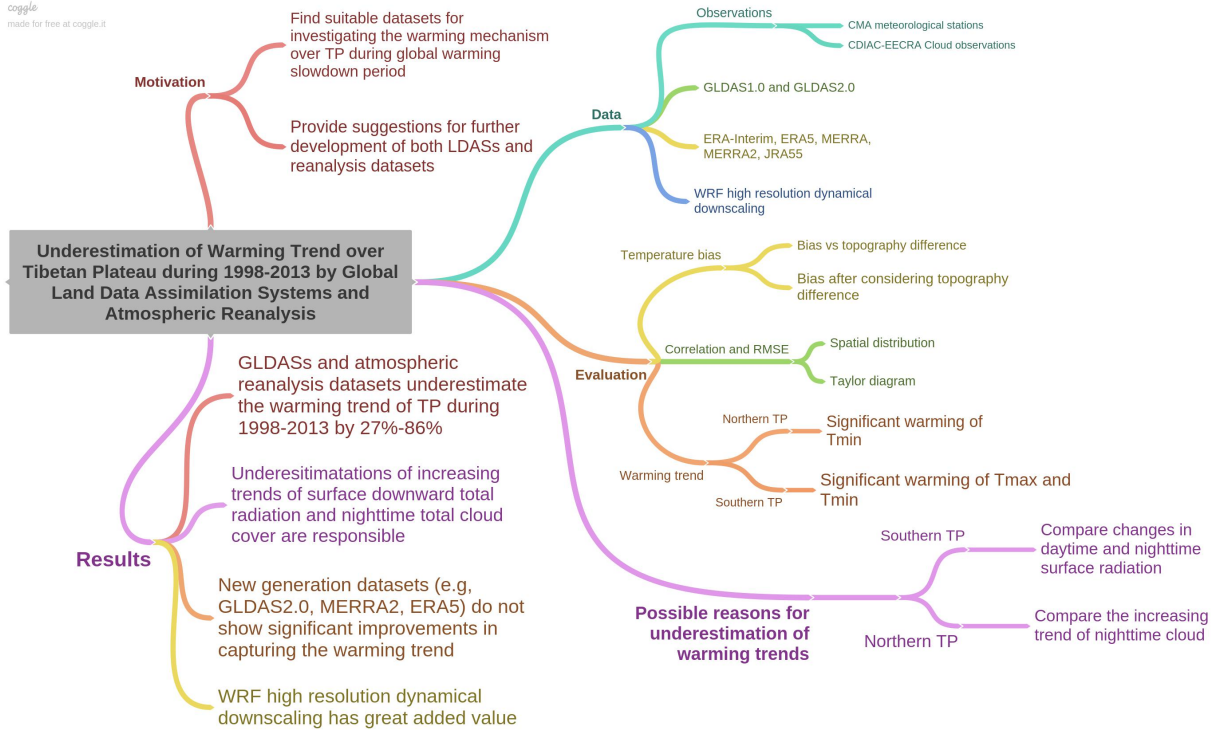 coggle
made for free at coggle.it
Motivation
Find suitable datasets for
investigating the warming mechanism
over TP during global warming
slowdown period
Provide suggestions for further
development of both LDASs and
reanalysis datasets
Underestimation of Warming Trend over
Tibetan Plateau during 1998-2013 by Global
Land Data Assimilation Systems and
Atmospheric Reanalysis
Data
Observations
CMA meteorological stations
CDIAC-EECRA Cloud observations
GLDAS1.0 and GLDAS2.0
ERA-Interim, ERA5, MERRA,
MERRA2, JRA55
WRF high resolution dynamical
downscaling
Evaluation
Temperature bias
Bias vs topography difference
Bias after considering topography
difference
Correlation and RMSE
Spatial distribution
Taylor diagram
Warming trend
Northern TP
Significant warming of
Tmin
Southern TP
Significant warming of Tmax and
Tmin
Possible reasons for
underestimation of
warming trends
Southern TP
Compare changes in
daytime and nighttime
surface radiation
Northern TP
Compare the increasing
trend of nighttime cloud
Results
GLDASs and atmospheric
reanalysis datasets underestimate
the warming trend of TP during
1998-2013 by 27%-86%
Underesitimatations of increasing
trends of surface downward total
radiation and nighttime total cloud
cover are responsible
New generation datasets (e.g,
GLDAS2.0, MERRA2, ERA5) do not
show significant improvements in
capturing the warming trend
WRF high resolution dynamical
downscaling has great added value